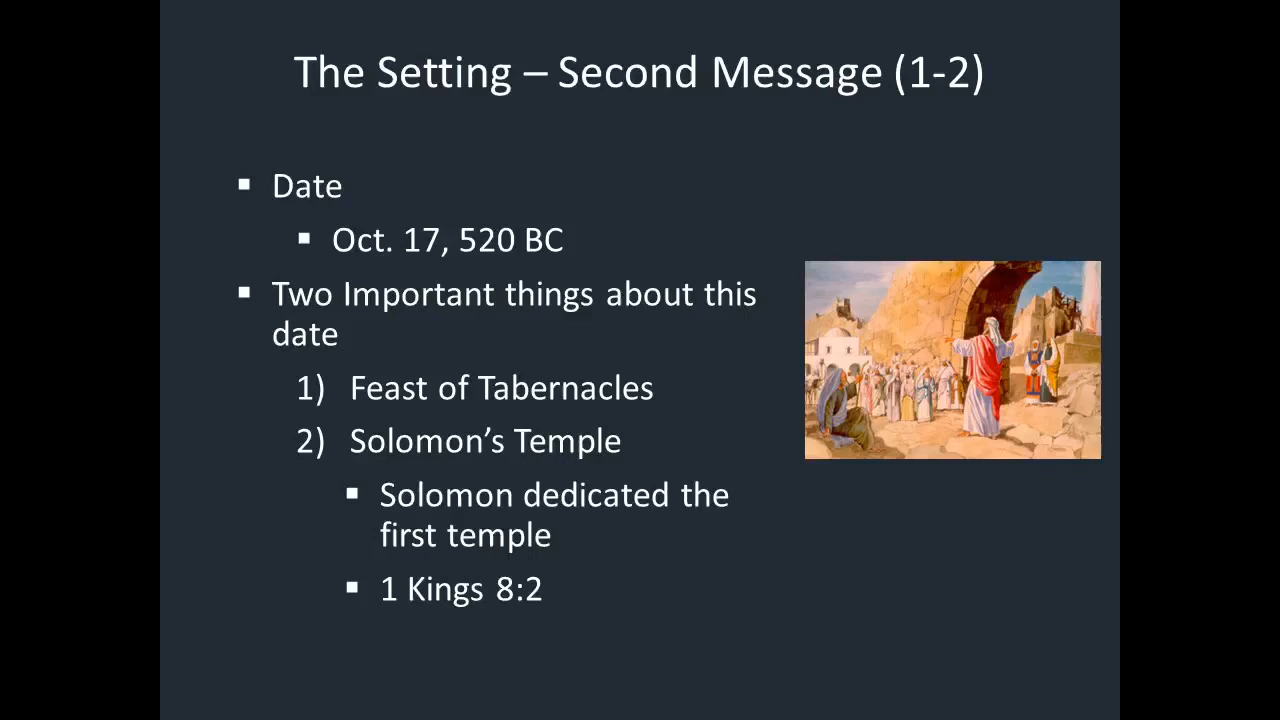 The Setting – Second Message (1-2)
▪ Date
▪ Oct. 17, 520 BC
▪ Two Important things about this
date
1) Feast of Tabernacles
2) Solomon’s Temple
▪ Solomon dedicated the
first temple
▪ 1 Kings 8:2